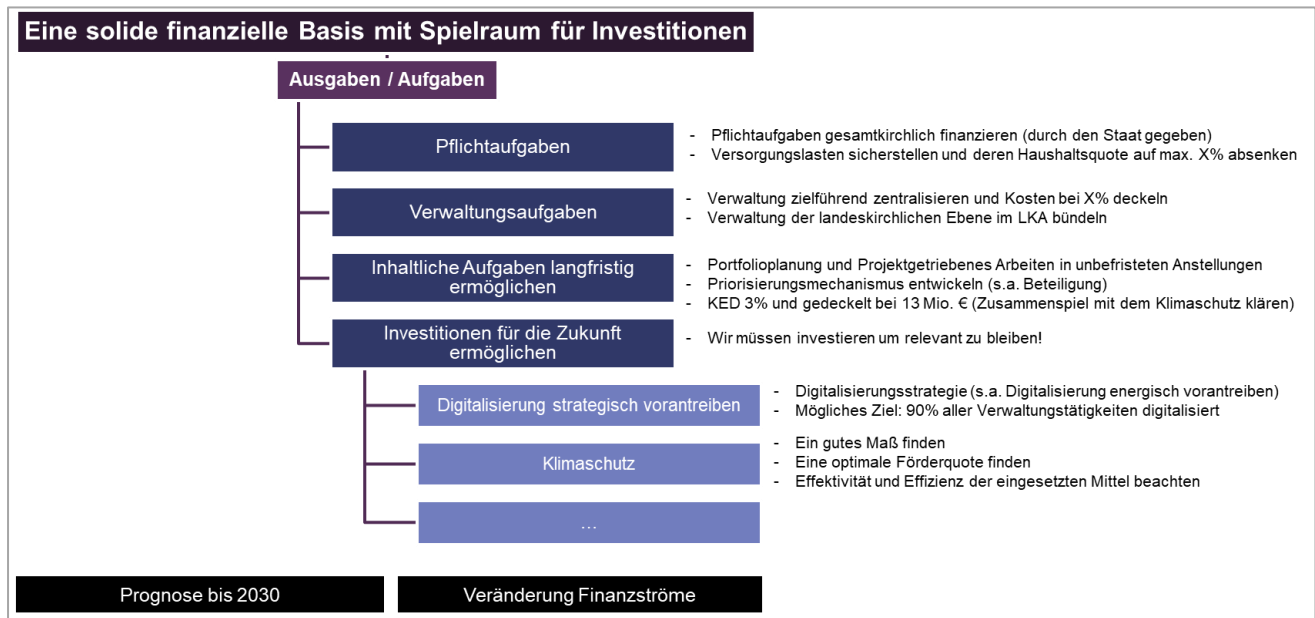 Eine solide finanzielle Basis mit Spielraum für Investitionen
Ausgaben / Aufgaben
Pflichtaufgaben
- Pflichtaufgaben gesamtkirchlich finanzieren (durch den Staat gegeben)
- Versorgungslasten sicherstellen und deren Haushaltsquote auf max. X% absenken
Verwaltungsaufgaben
- Verwaltung zielführend zentralisieren und Kosten bei X% deckeln
- Verwaltung der landeskirchlichen Ebene im LKA bündeln
Inhaltliche Aufgaben langfristig
ermöglichen
- Portfolioplanung und Projektgetriebenes Arbeiten in unbefristeten Anstellungen
- Priorisierungsmechanismus entwickeln (s.a. Beteiligung)
- KED 3% und gedeckelt bei 13 Mio. € (Zusammenspiel mit dem Klimaschutz klären)
Investitionen für die Zukunft
ermöglichen
- Wir müssen investieren um relevant zu bleiben!
Digitalisierung strategisch vorantreiben
- Digitalisierungsstrategie (s.a. Digitalisierung energisch vorantreiben)
- Mögliches Ziel: 90% aller Verwaltungstätigkeiten digitalisiert
Klimaschutz
- Ein gutes Maß finden
- Eine optimale Förderquote finden
- Effektivität und Effizienz der eingesetzten Mittel beachten
…
Prognose bis 2030
Veränderung Finanzströme